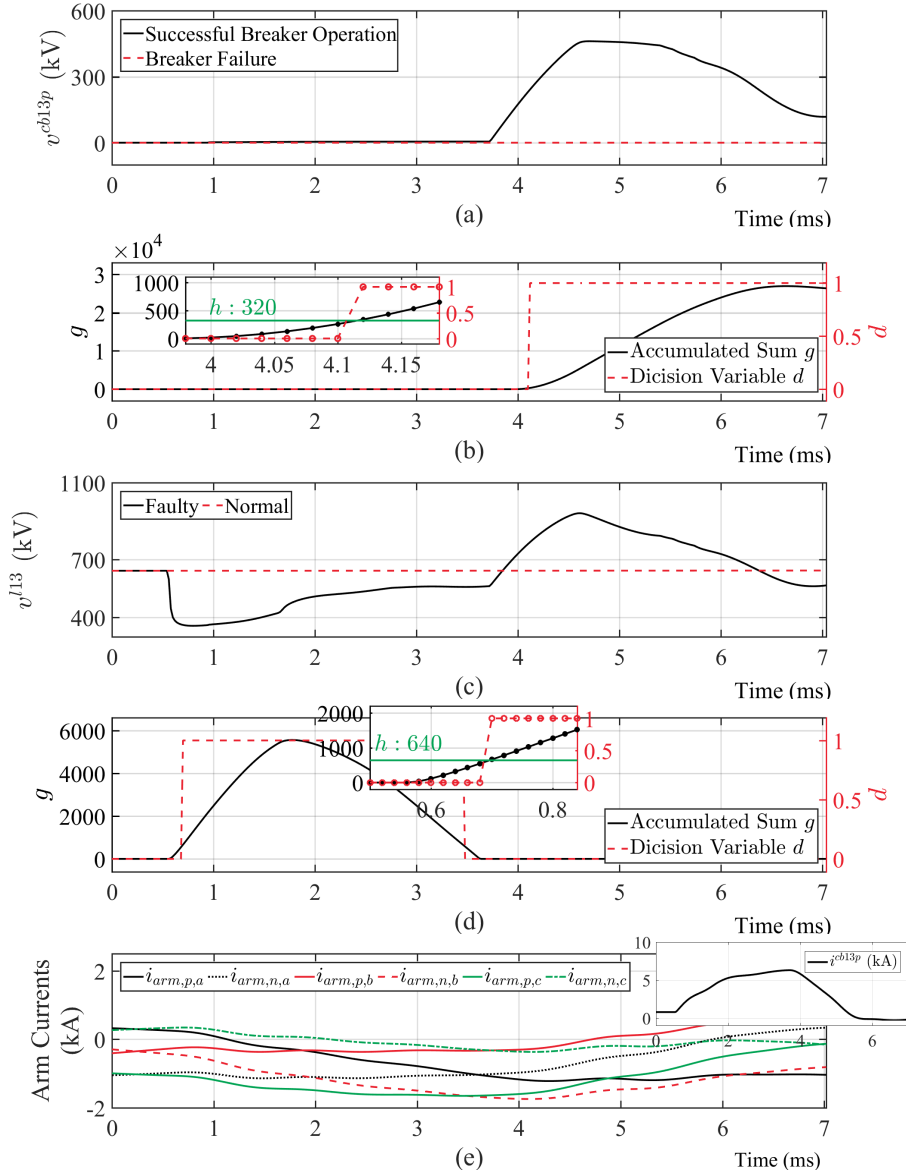 600
300
0
v^{cb13p} (kV)
Successful Breaker Operation
Breaker Failure
0 1 2 3 4 5 6 7
(a)
Time (ms)
×10^4
3
2
1
0
g
1000
500
0
h : 320
1
0.5
0
4 4.05 4.1 4.15
1
0.5
0
d
Accumulated Sum g
Dicision Variable d
0 1 2 3 4 5 6 7
(b)
Time (ms)
1100
700
400
v^{l13} (kV)
Faulty Normal
0 1 2 3 4 5 6 7
(c)
Time (ms)
6000
4000
2000
0
g
2000
1000
0
h : 640
1
0.5
0
0.6 0.8
1
0.5
0
d
Accumulated Sum g
Dicision Variable d
0 1 2 3 4 5 6 7
(d)
Time (ms)
2
0
-2
Arm Currents
(kA)
i_{arm,p,a} i_{arm,n,a} i_{arm,p,b} i_{arm,n,b} i_{arm,p,c} i_{arm,n,c}
10
5
0
i^{cb13p} (kA)
0 2 4 6
0 1 2 3 4 5 6 7
(e)
Time (ms)